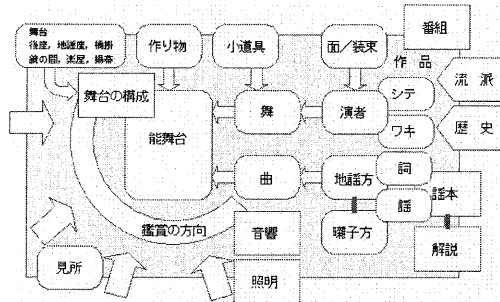 舞台
後座，地謡座，橋掛
鏡の間，楽屋，揚幕
作り物
小道具
面／装束
番組
作 品
流 派
舞台の構成
シテ
能舞台
舞
演者
ワキ
歴 史
曲
地謡方
詞
謡
謡本
鑑賞の方向
音響
囃子方
解説
見所
照明